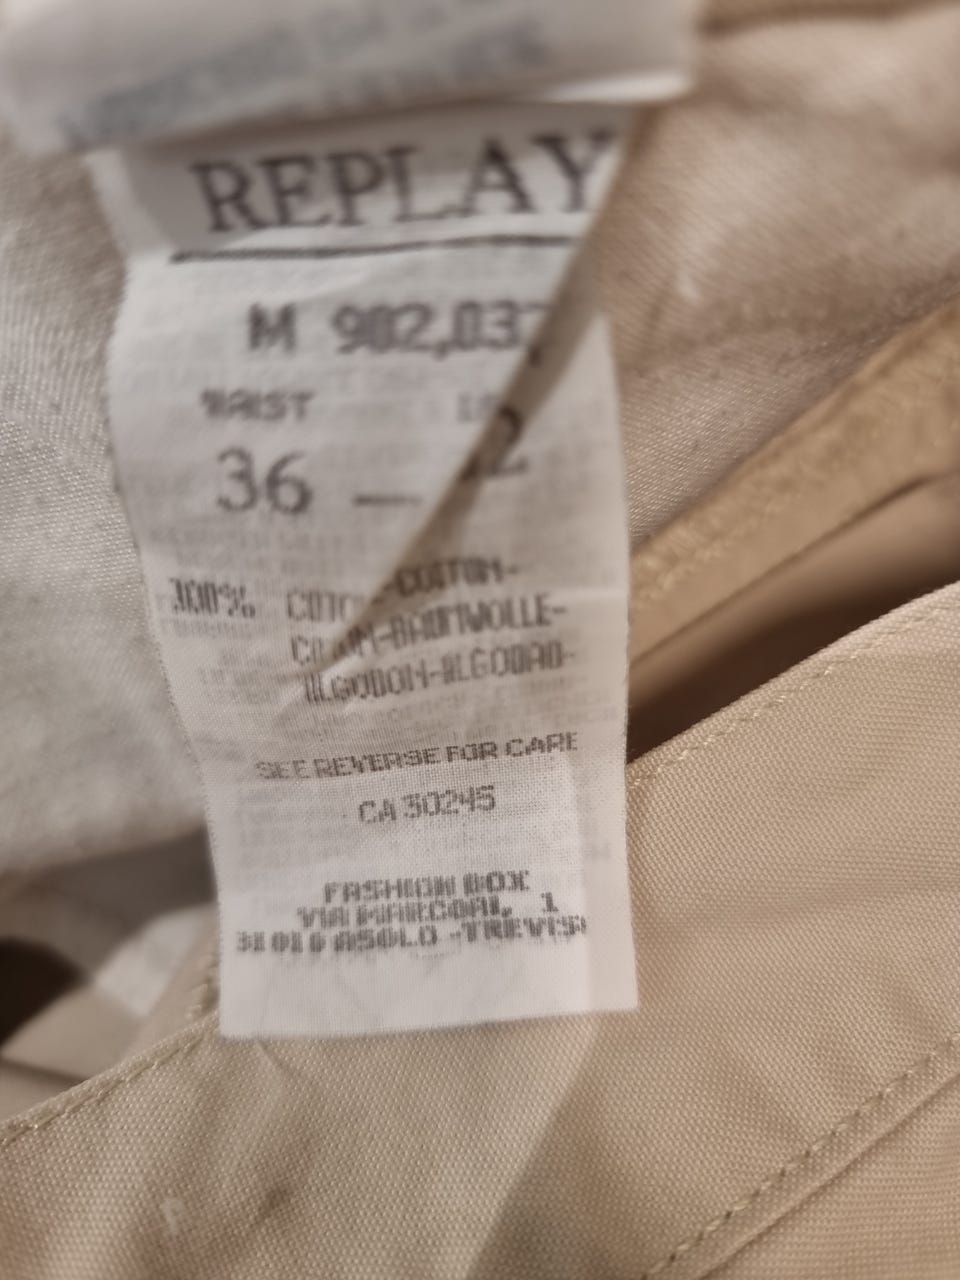 REPLAY
M 902,037
WAIST
36 —
100% COTTON-
COTON-BAUMWOLLE-
ALGODON-ALGODAO-
SEE REVERSE FOR CARE
CA 30245
FASHION BOX
VIA MARCONI, 1
31010 ASOLO -TREVISO